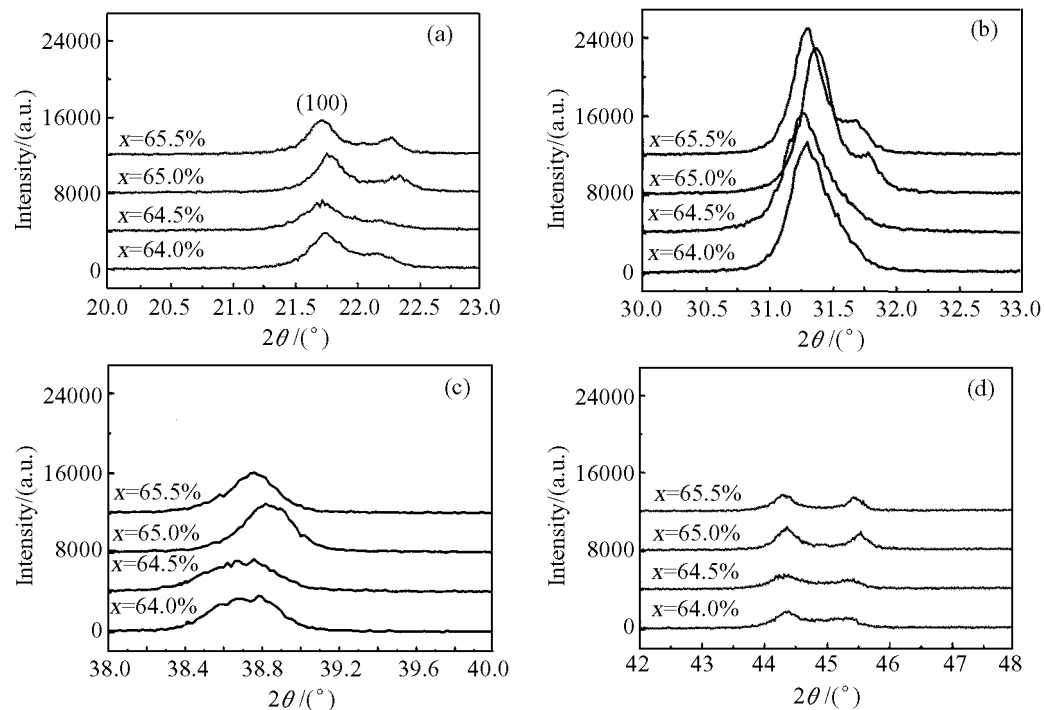 (a)
24000
16000
8000
0
Intensity/(a.u.)
(100)
x=65.5%
x=65.0%
x=64.5%
x=64.0%
20.0 20.5 21.0 21.5 22.0 22.5 23.0
2θ /(°)
(b)
24000
16000
8000
0
Intensity/(a.u.)
x=65.5%
x=65.0%
x=64.5%
x=64.0%
30.0 30.5 31.0 31.5 32.0 32.5 33.0
2θ /(°)
(c)
24000
16000
8000
0
Intensity/(a.u.)
x=65.5%
x=65.0%
x=64.5%
x=64.0%
38.0 38.4 38.8 39.2 39.6 40.0
2θ /(°)
(d)
24000
16000
8000
0
Intensity/(a.u.)
x=65.5%
x=65.0%
x=64.5%
x=64.0%
42 43 44 45 46 47 48
2θ /(°)